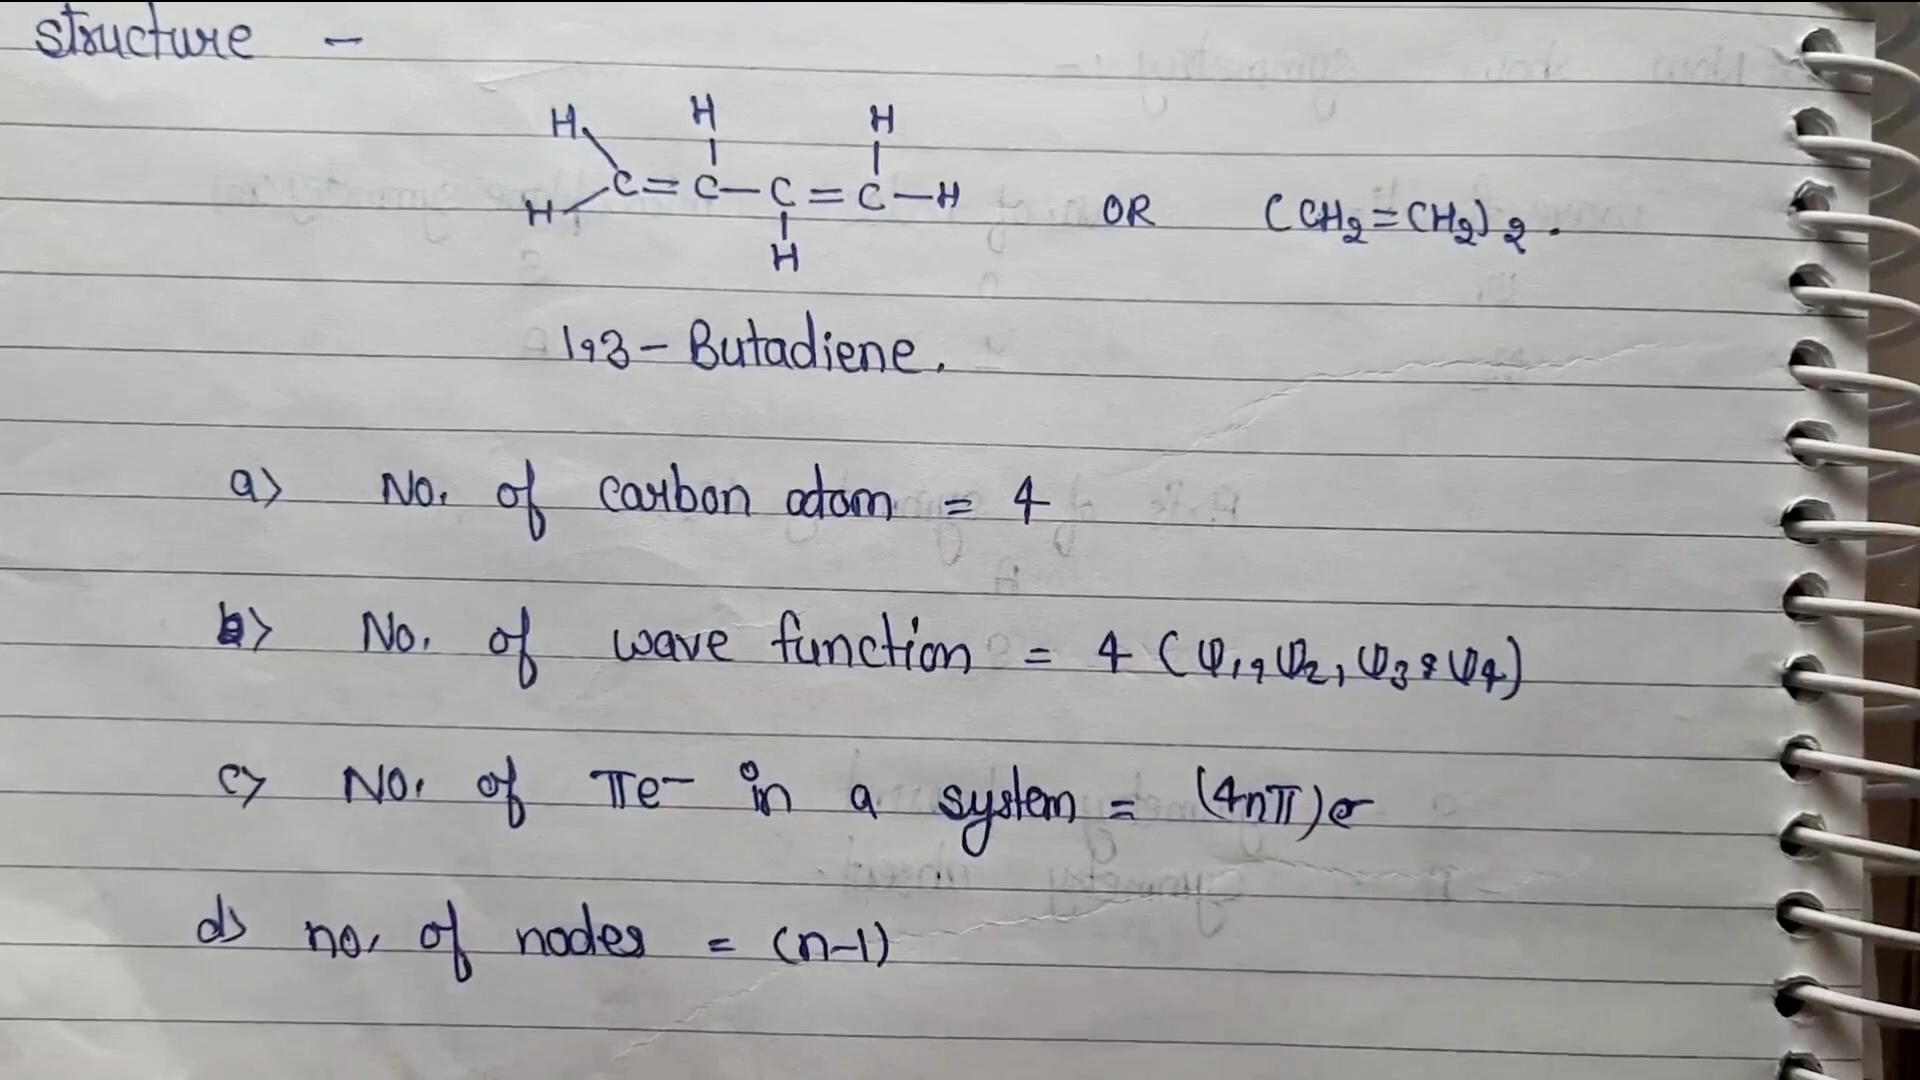 structure -
H H H
C=C-C=C-H OR (CH₂=CH₂)₂.
H
H
1,3-Butadiene.
a) No. of carbon atom = 4
b) No. of wave function = 4 (ψ₁, ψ₂, ψ₃, ψ₄)
c) No. of πe⁻ in a system = (4nπ)e⁻
d) no. of nodes = (n-1)